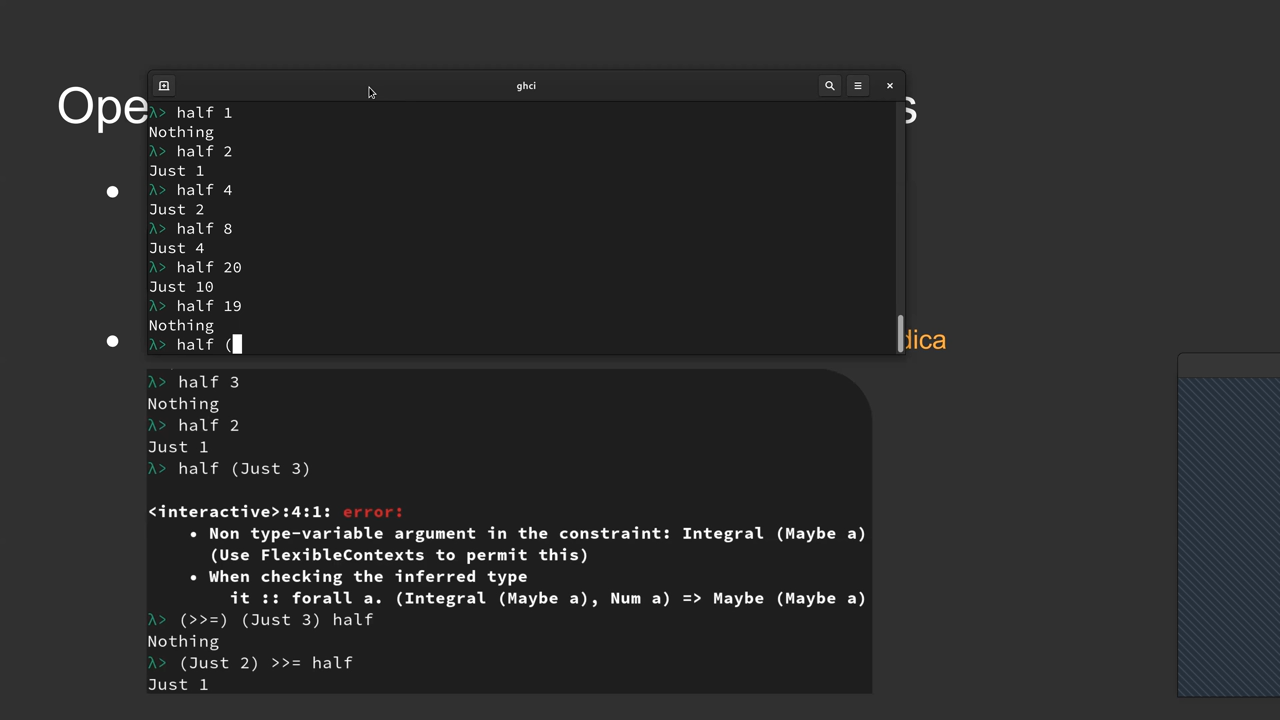 Ope
s
ghci
λ> half 1
Nothing
λ> half 2
Just 1
λ> half 4
Just 2
λ> half 8
Just 4
λ> half 20
Just 10
λ> half 19
Nothing
λ> half (
dica
λ> half 3
Nothing
λ> half 2
Just 1
λ> half (Just 3)
<interactive>:4:1: error:
• Non type-variable argument in the constraint: Integral (Maybe a)
(Use FlexibleContexts to permit this)
• When checking the inferred type
it :: forall a. (Integral (Maybe a), Num a) => Maybe (Maybe a)
λ> (>>=) (Just 3) half
Nothing
λ> (Just 2) >>= half
Just 1